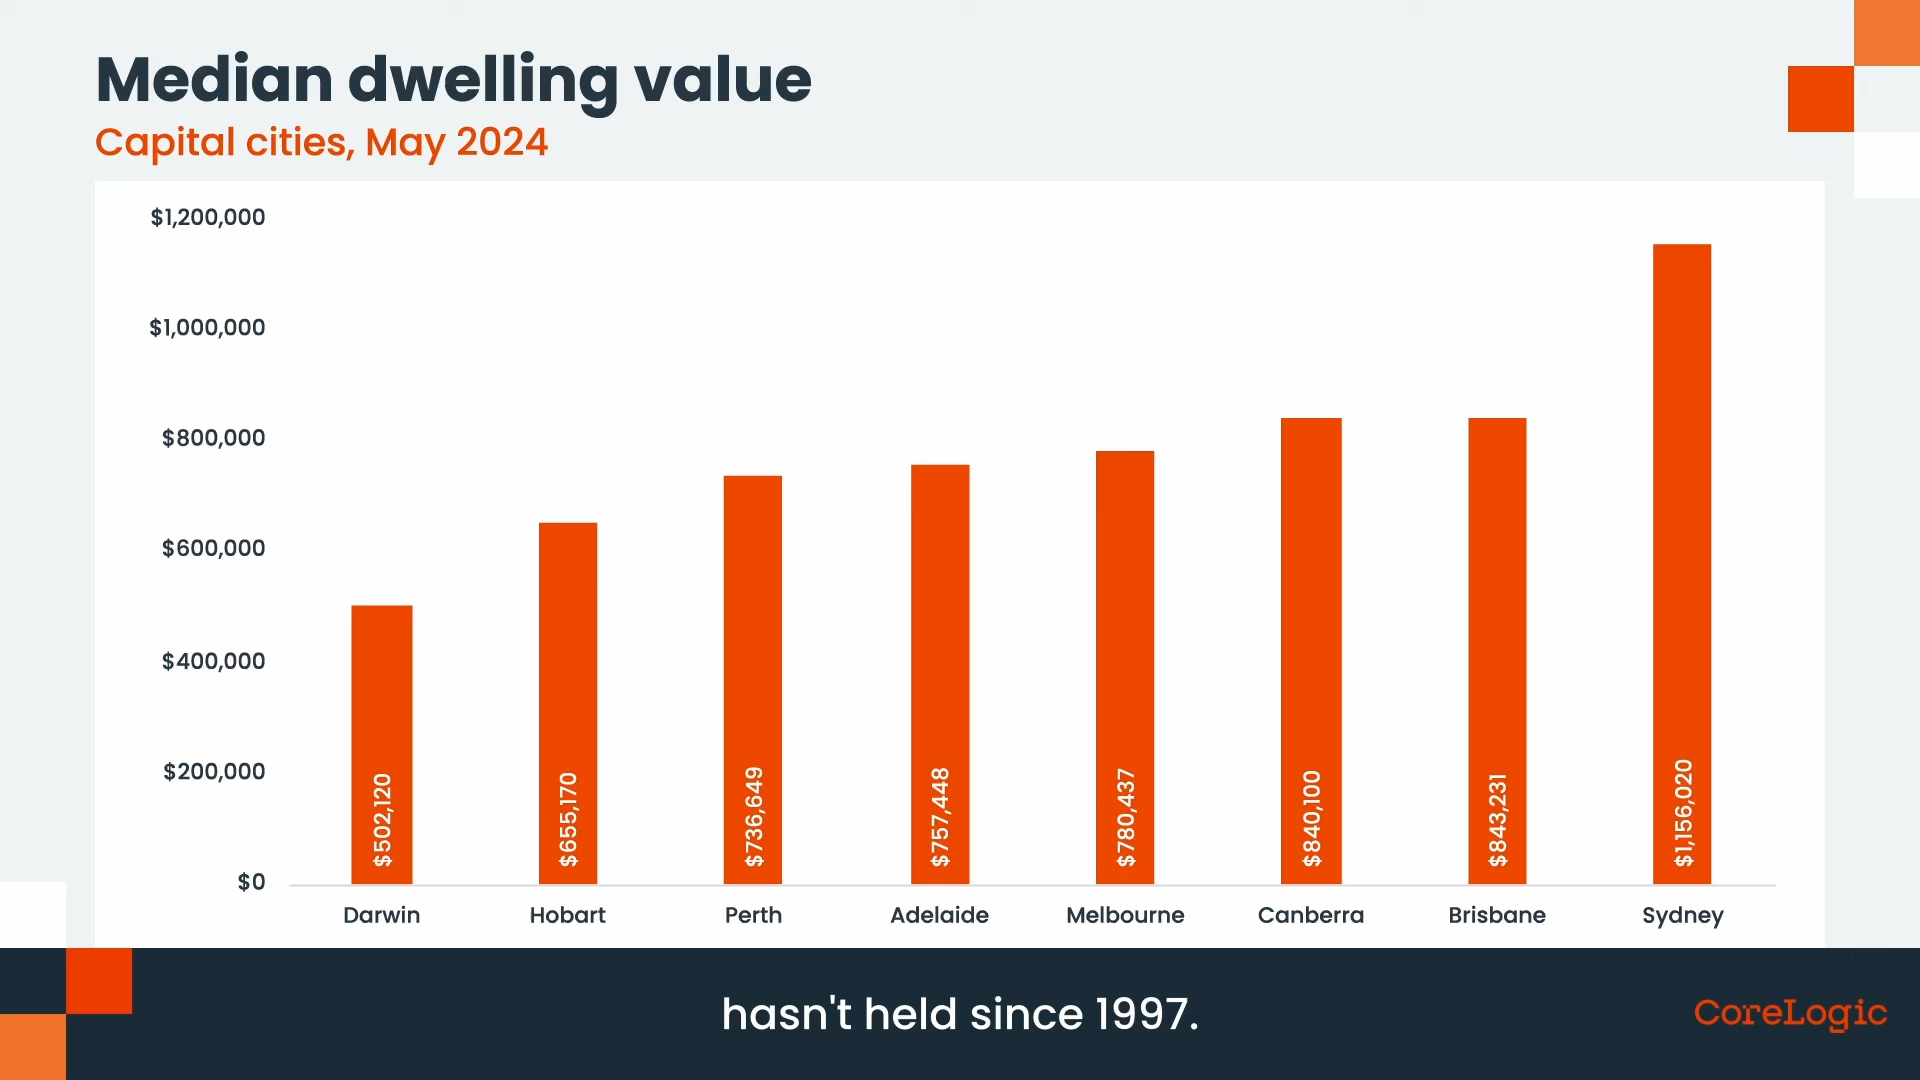 Median dwelling value
Capital cities, May 2024
$1,200,000
$1,000,000
$800,000
$600,000
$400,000
$200,000
$0
$502,120
$655,170
$736,649
$757,448
$780,437
$840,100
$843,231
$1,156,020
Darwin
Hobart
Perth
Adelaide
Melbourne
Canberra
Brisbane
Sydney
hasn't held since 1997.
CoreLogic